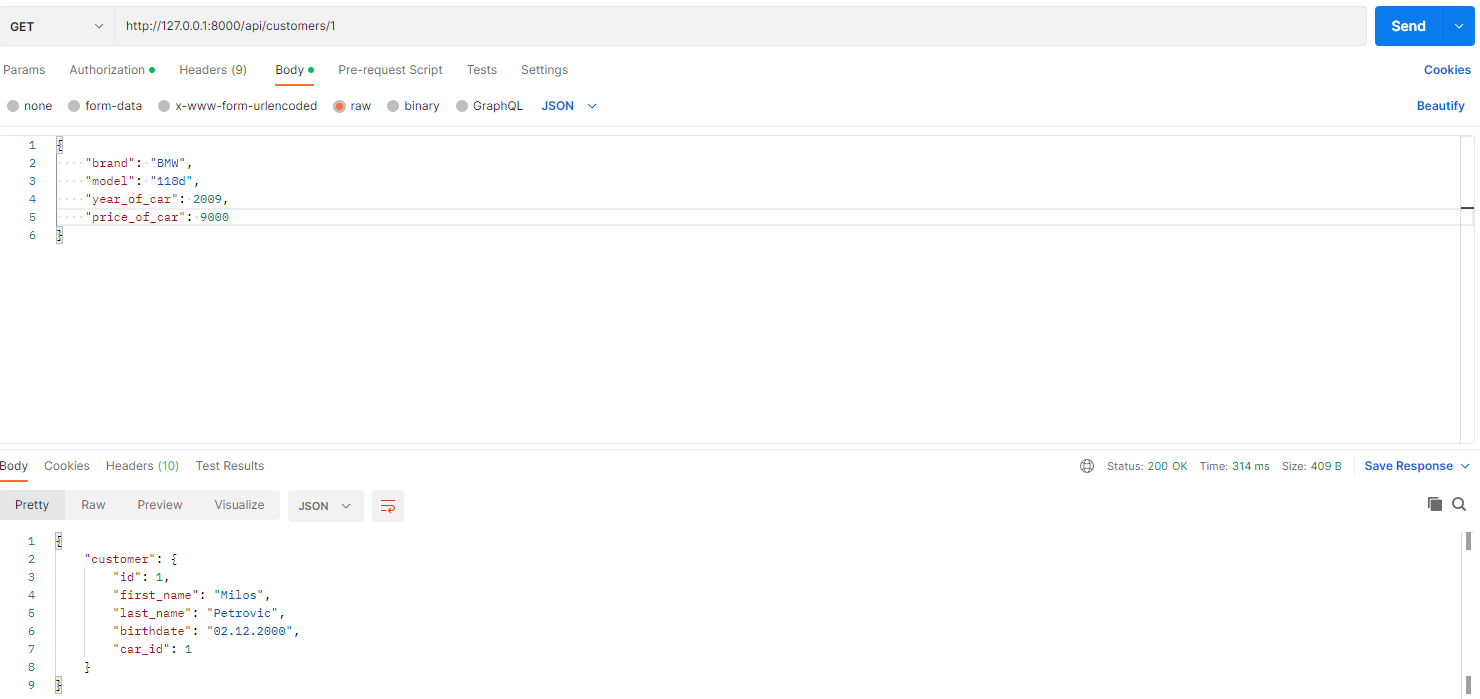 GET http://127.0.0.1:8000/api/customers/1 Send
Params Authorization Headers (9) Body Pre-request Script Tests Settings Cookies
none form-data x-www-form-urlencoded raw binary GraphQL JSON Beautify
1 {
2 "brand": "BMW",
3 "model": "118d",
4 "year_of_car": 2009,
5 "price_of_car": 9000
6 }
Body Cookies Headers (10) Test Results Status: 200 OK Time: 314 ms Size: 409 B Save Response
Pretty Raw Preview Visualize JSON
1 {
2 "customer": {
3 "id": 1,
4 "first_name": "Milos",
5 "last_name": "Petrovic",
6 "birthdate": "02.12.2000",
7 "car_id": 1
8 }
9 }